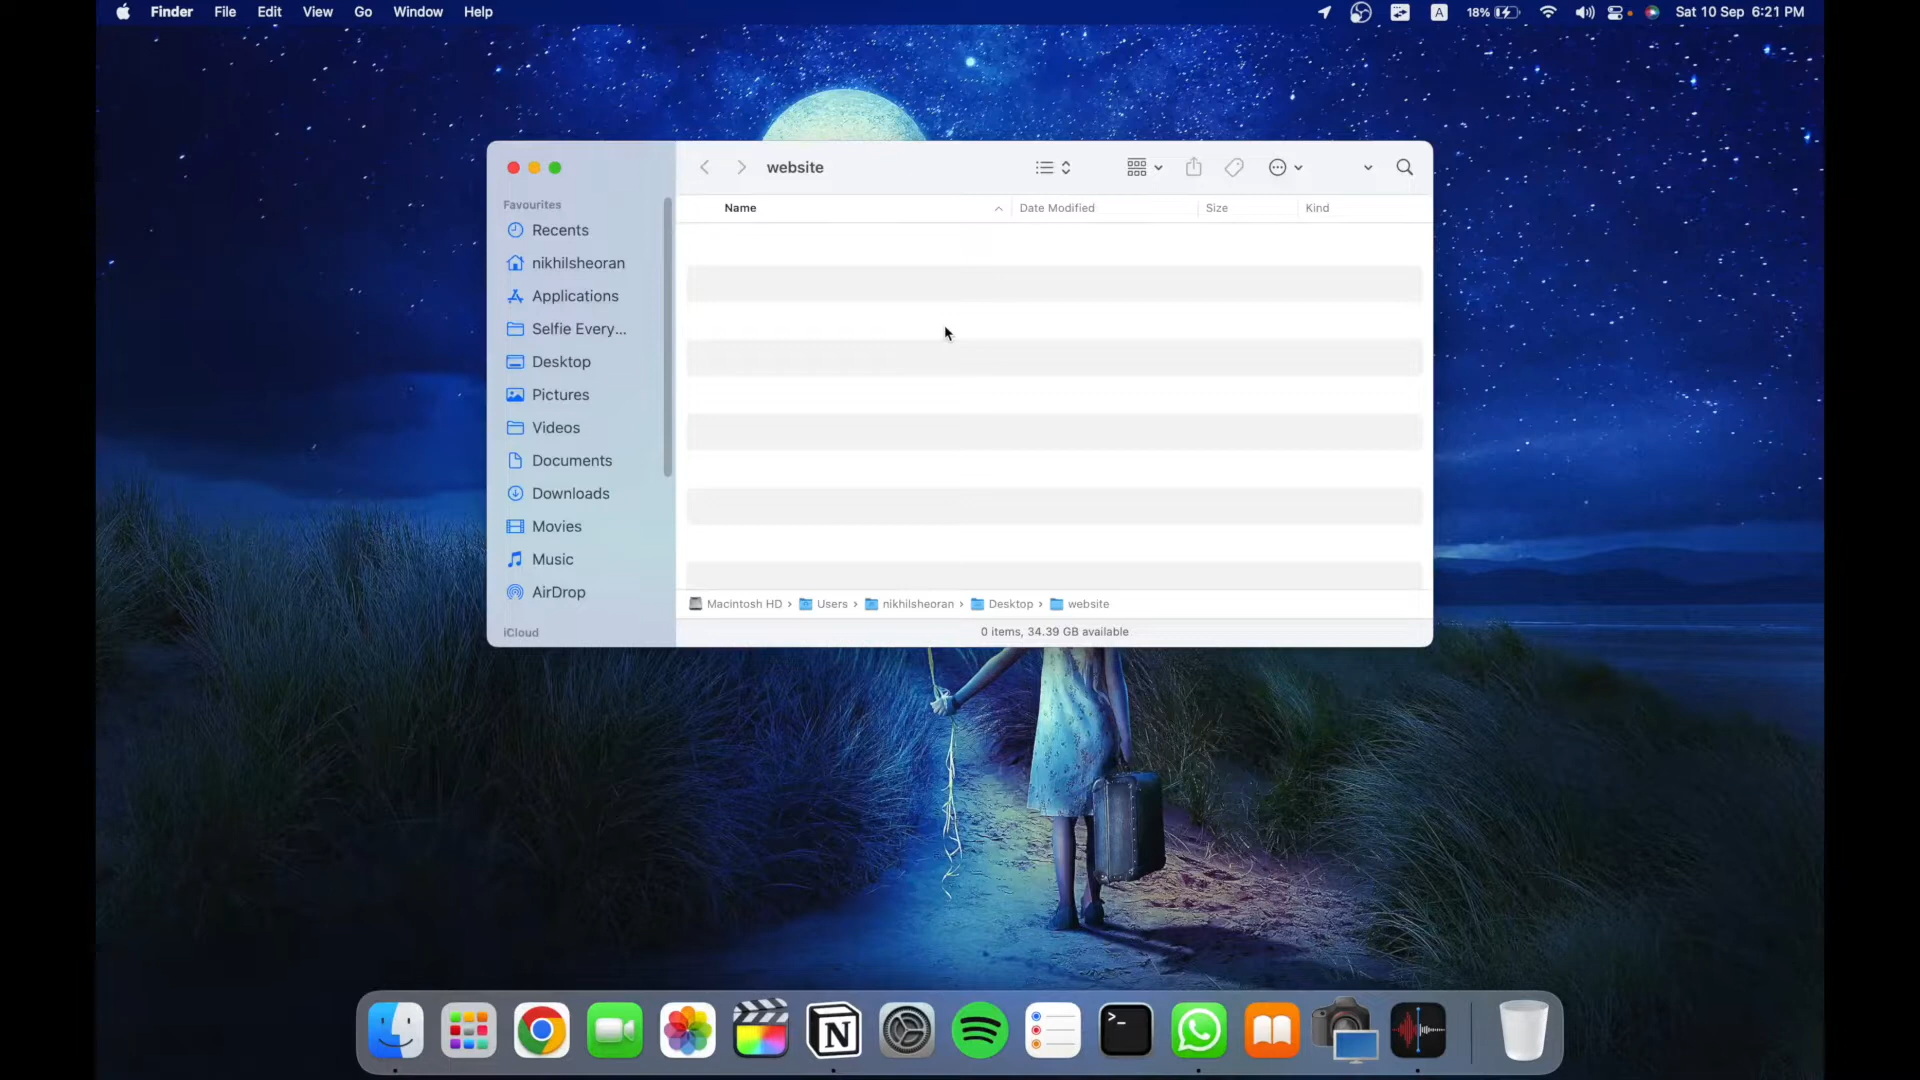 Finder File Edit View Go Window Help
A 18% Sat 10 Sep 6:21 PM
website
Name Date Modified Size Kind
Favourites
Recents
nikhilsheoran
Applications
Selfie Every...
Desktop
Pictures
Videos
Documents
Downloads
Movies
Music
AirDrop
iCloud
Macintosh HD › Users › nikhilsheoran › Desktop › website
0 items, 34.39 GB available
N
>_